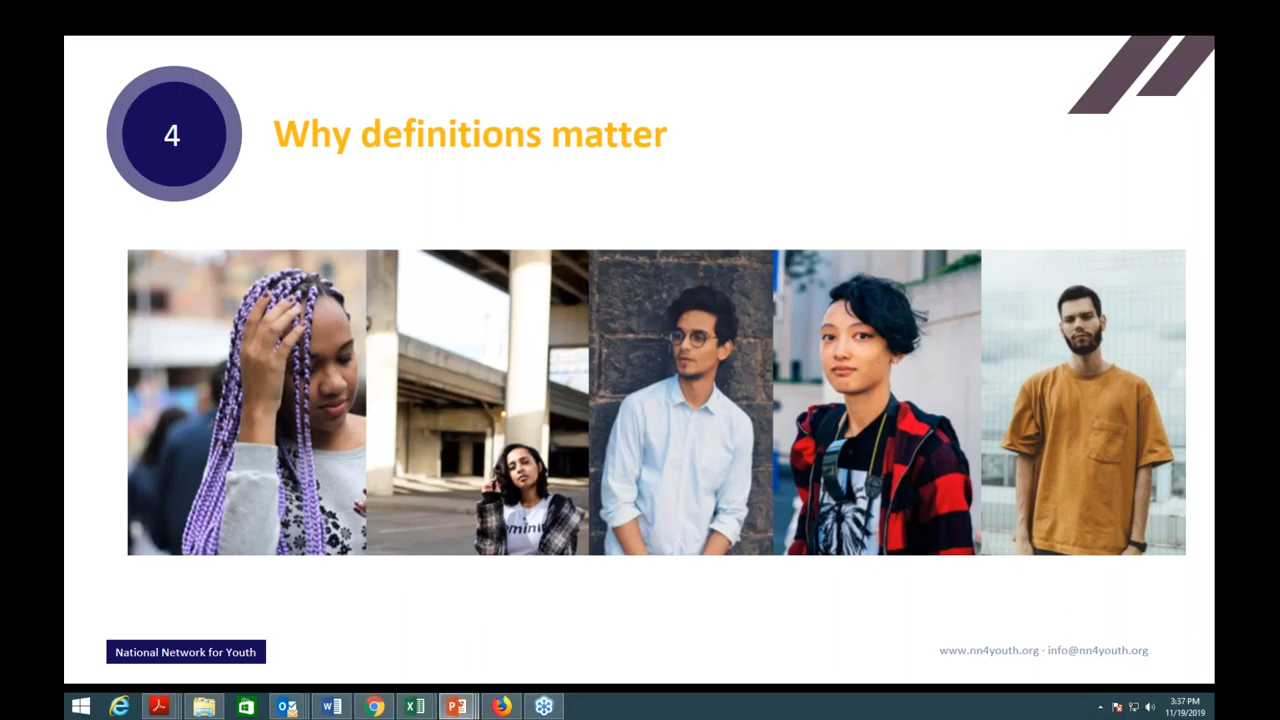 4
Why definitions matter
National Network for Youth
www.nn4youth.org · info@nn4youth.org
3:37 PM
11/19/2019